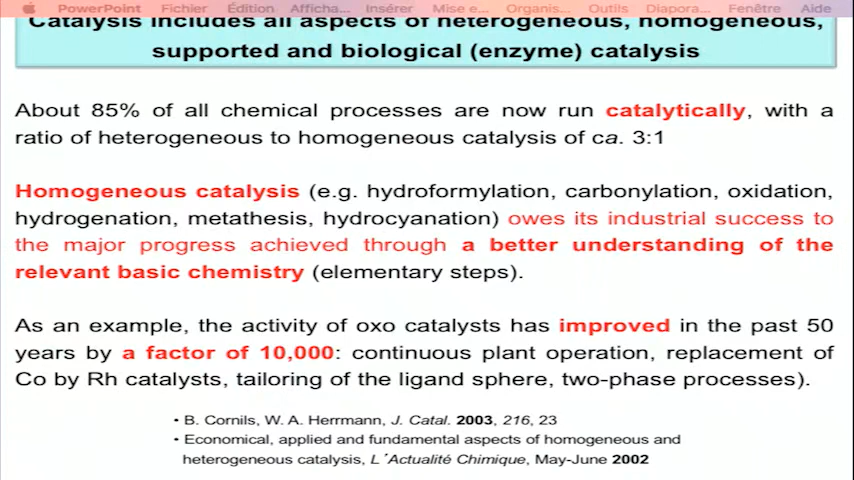 PowerPoint Fichier Édition Afficha... Insérer Mise e... Organis... Outils Diapora... Fenêtre Aide
Catalysis includes all aspects of heterogeneous, homogeneous,
supported and biological (enzyme) catalysis
About 85% of all chemical processes are now run catalytically, with a
ratio of heterogeneous to homogeneous catalysis of ca. 3:1
Homogeneous catalysis (e.g. hydroformylation, carbonylation, oxidation,
hydrogenation, metathesis, hydrocyanation) owes its industrial success to
the major progress achieved through a better understanding of the
relevant basic chemistry (elementary steps).
As an example, the activity of oxo catalysts has improved in the past 50
years by a factor of 10,000: continuous plant operation, replacement of
Co by Rh catalysts, tailoring of the ligand sphere, two-phase processes).
• B. Cornils, W. A. Herrmann, J. Catal. 2003, 216, 23
• Economical, applied and fundamental aspects of homogeneous and
heterogeneous catalysis, L´Actualité Chimique, May-June 2002